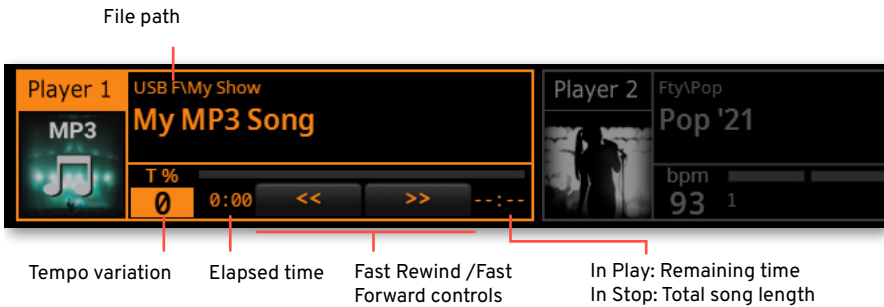 File path
Player 1
USB F\My Show
My MP3 Song
MP3
T %
0
0:00
<<
>>
--:--
Player 2
Fty\Pop
Pop '21
bpm
93
1
Tempo variation
Elapsed time
Fast Rewind /Fast
Forward controls
In Play: Remaining time
In Stop: Total song length